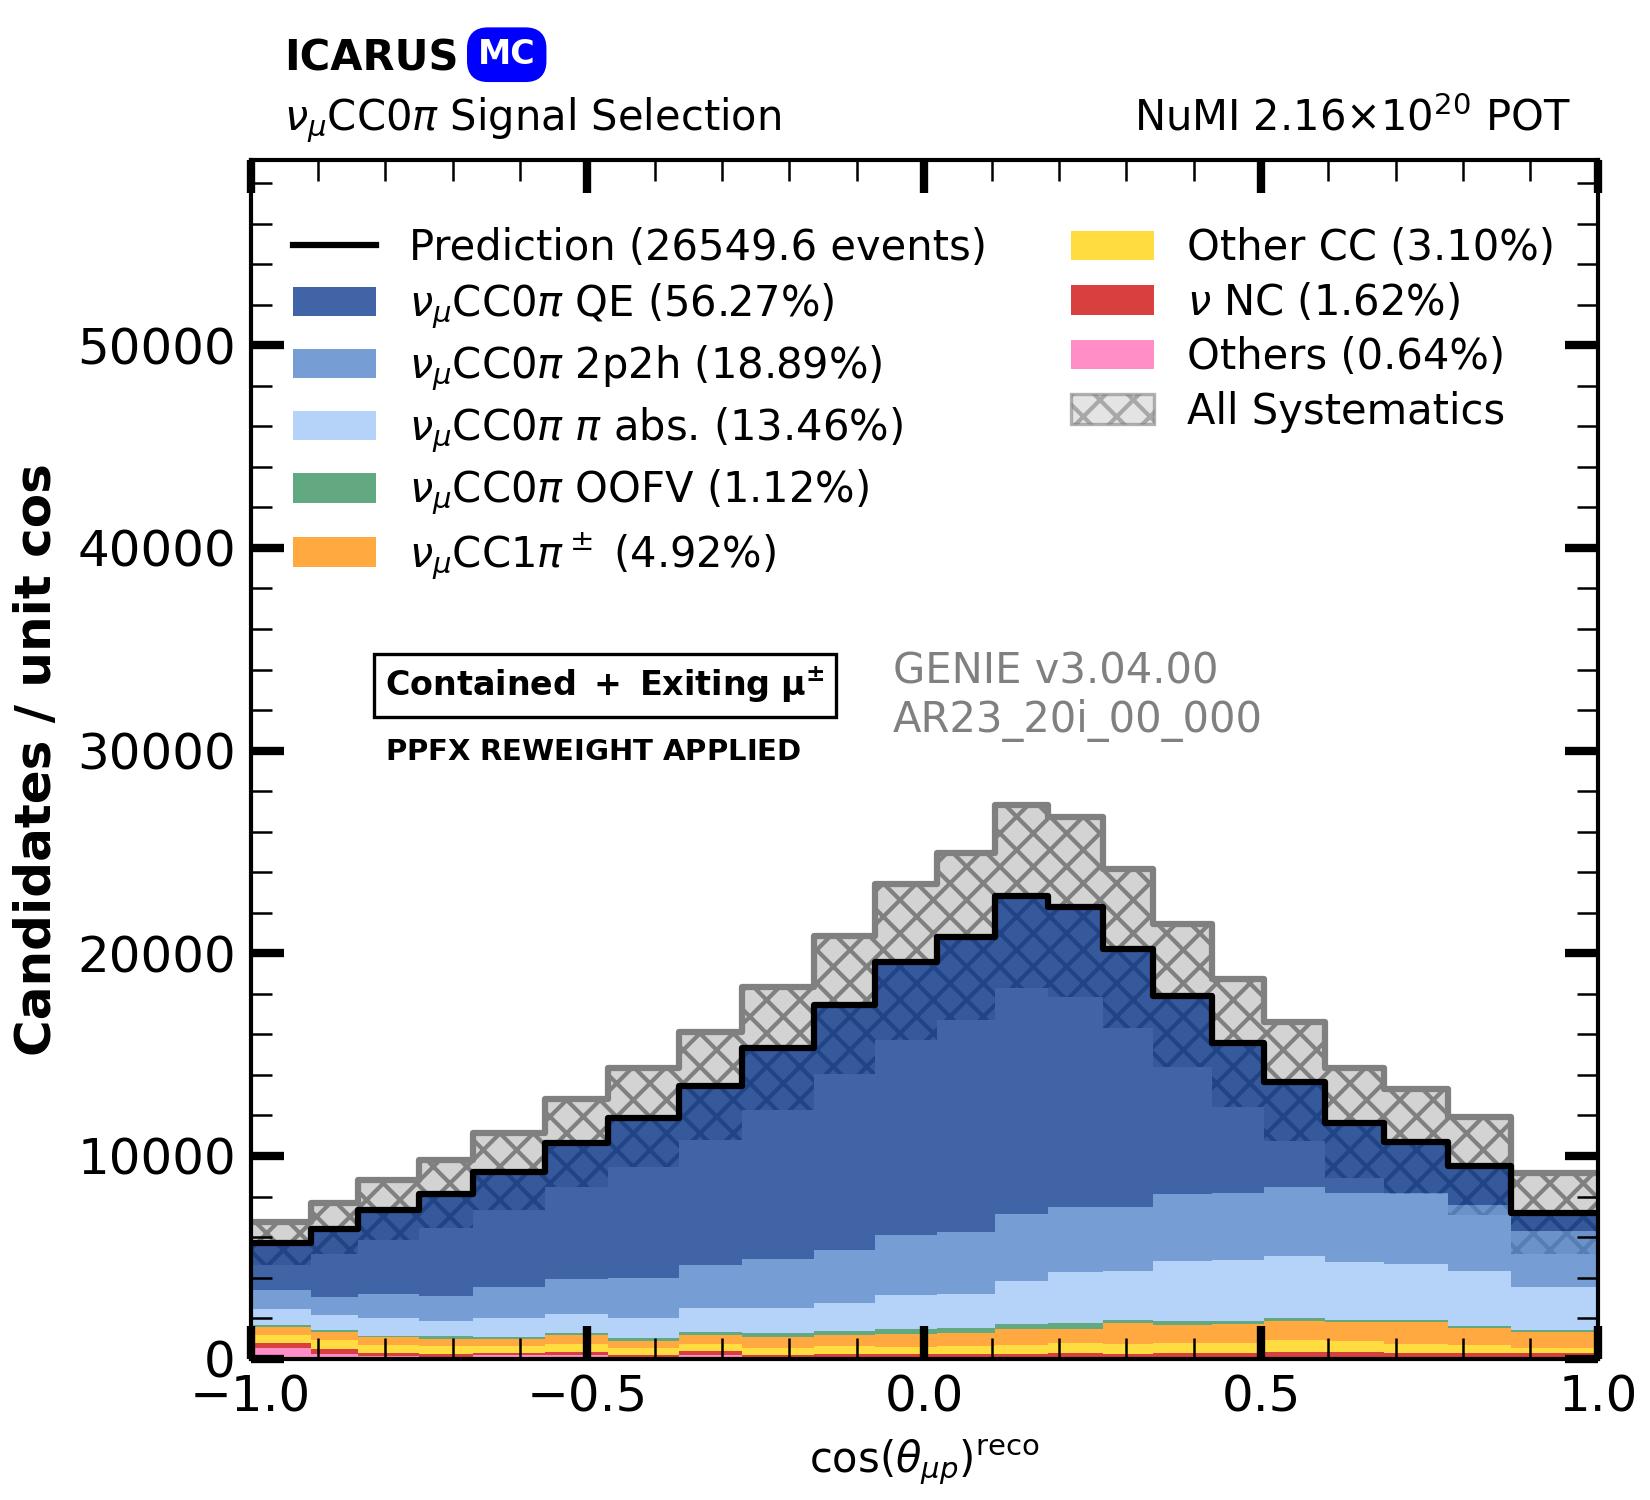 ICARUS MC
νμCC0π Signal Selection
NuMI 2.16×10²⁰ POT
Prediction (26549.6 events)
νμCC0π QE (56.27%)
νμCC0π 2p2h (18.89%)
νμCC0π π abs. (13.46%)
νμCC0π OOFV (1.12%)
νμCC1π± (4.92%)
Other CC (3.10%)
ν NC (1.62%)
Others (0.64%)
All Systematics
Contained + Exiting μ±
PPFX REWEIGHT APPLIED
GENIE v3.04.00
AR23_20i_00_000
Candidates / unit cos
50000
40000
30000
20000
10000
0
−1.0 −0.5 0.0 0.5 1.0
cos(θμp)reco